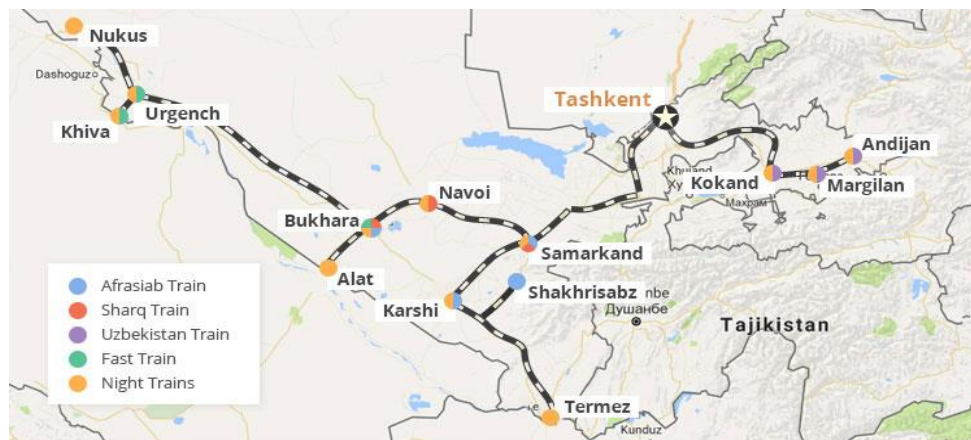 Nukus
Dashoguz
Urgench
Khiva
Tashkent
Andijan
Navoi
Kokand
Margilan
Махрам
Bukhara
Samarkand
Alat
Shakhrisabz
Karshi
Душанбе
Tajikistan
Afrasiab Train
Sharq Train
Uzbekistan Train
Fast Train
Night Trains
Termez
Kunduz